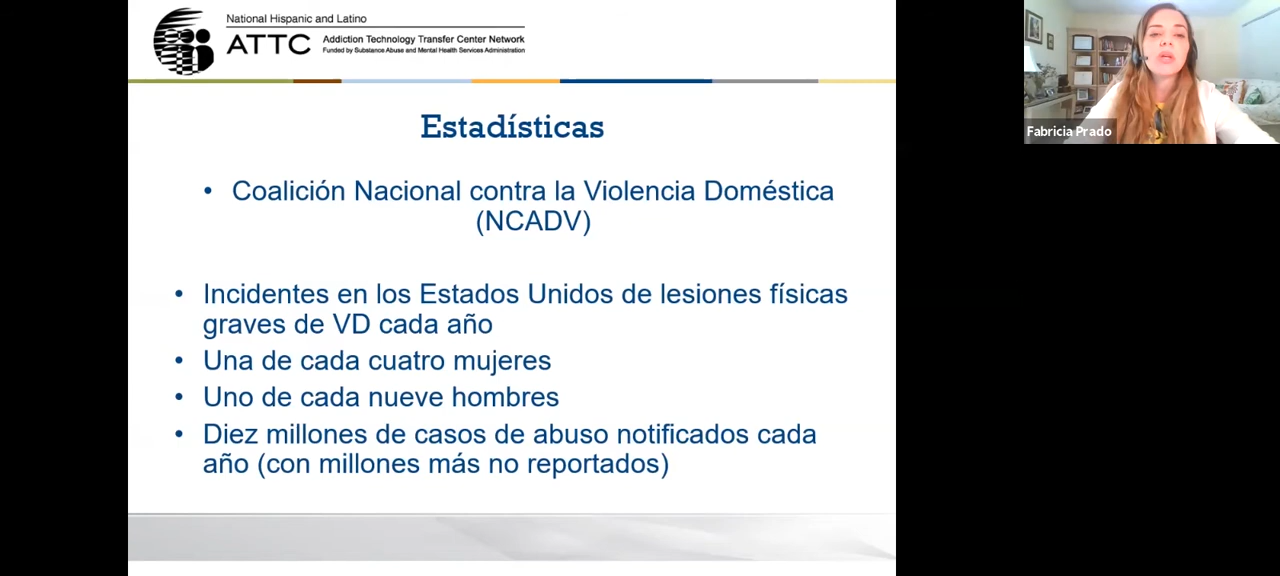 National Hispanic and Latino
ATTC
Addiction Technology Transfer Center Network
Funded by Substance Abuse and Mental Health Services Administration
Estadísticas
• Coalición Nacional contra la Violencia Doméstica
(NCADV)
• Incidentes en los Estados Unidos de lesiones físicas
graves de VD cada año
• Una de cada cuatro mujeres
• Uno de cada nueve hombres
• Diez millones de casos de abuso notificados cada
año (con millones más no reportados)
Fabricia Prado